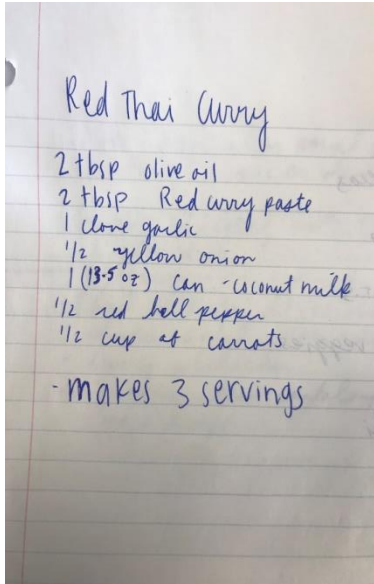 Red Thai Curry
2 tbsp olive oil
2 tbsp Red curry paste
1 clove garlic
1/2 yellow onion
1 (13.5 oz) can - coconut milk
1/2 red bell pepper
1/2 cup of carrots
- makes 3 servings